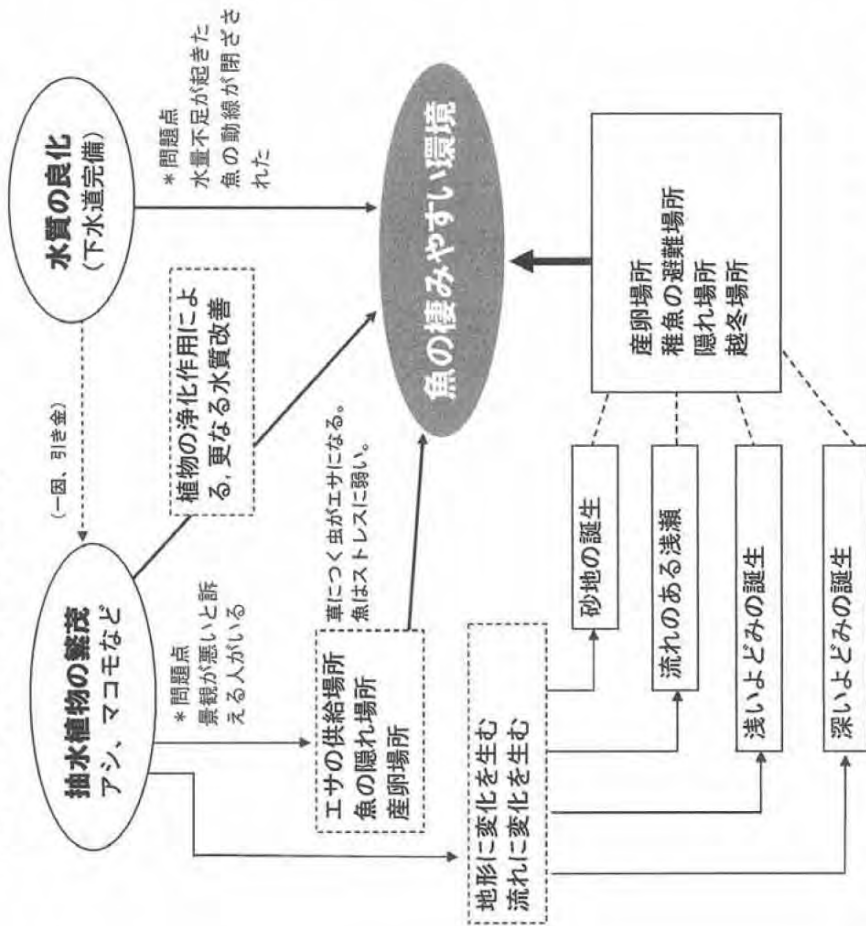 抽水植物の繁茂
アシ、マコモなど
(一因、引き金)
水質の良化
(下水道完備)
*問題点
景観が悪いと訴
える人がいる
植物の浄化作用によ
る,更なる水質改善
*問題点
水量不足が起きた
魚の動線が閉ざさ
れた
エサの供給場所
魚の隠れ場所
産卵場所
草につく虫がエサになる。
魚はストレスに弱い。
魚の棲みやすい環境
地形に変化を生む
流れに変化を生む
砂地の誕生
流れのある浅瀬
浅いよどみの誕生
深いよどみの誕生
産卵場所
稚魚の避難場所
隠れ場所
越冬場所